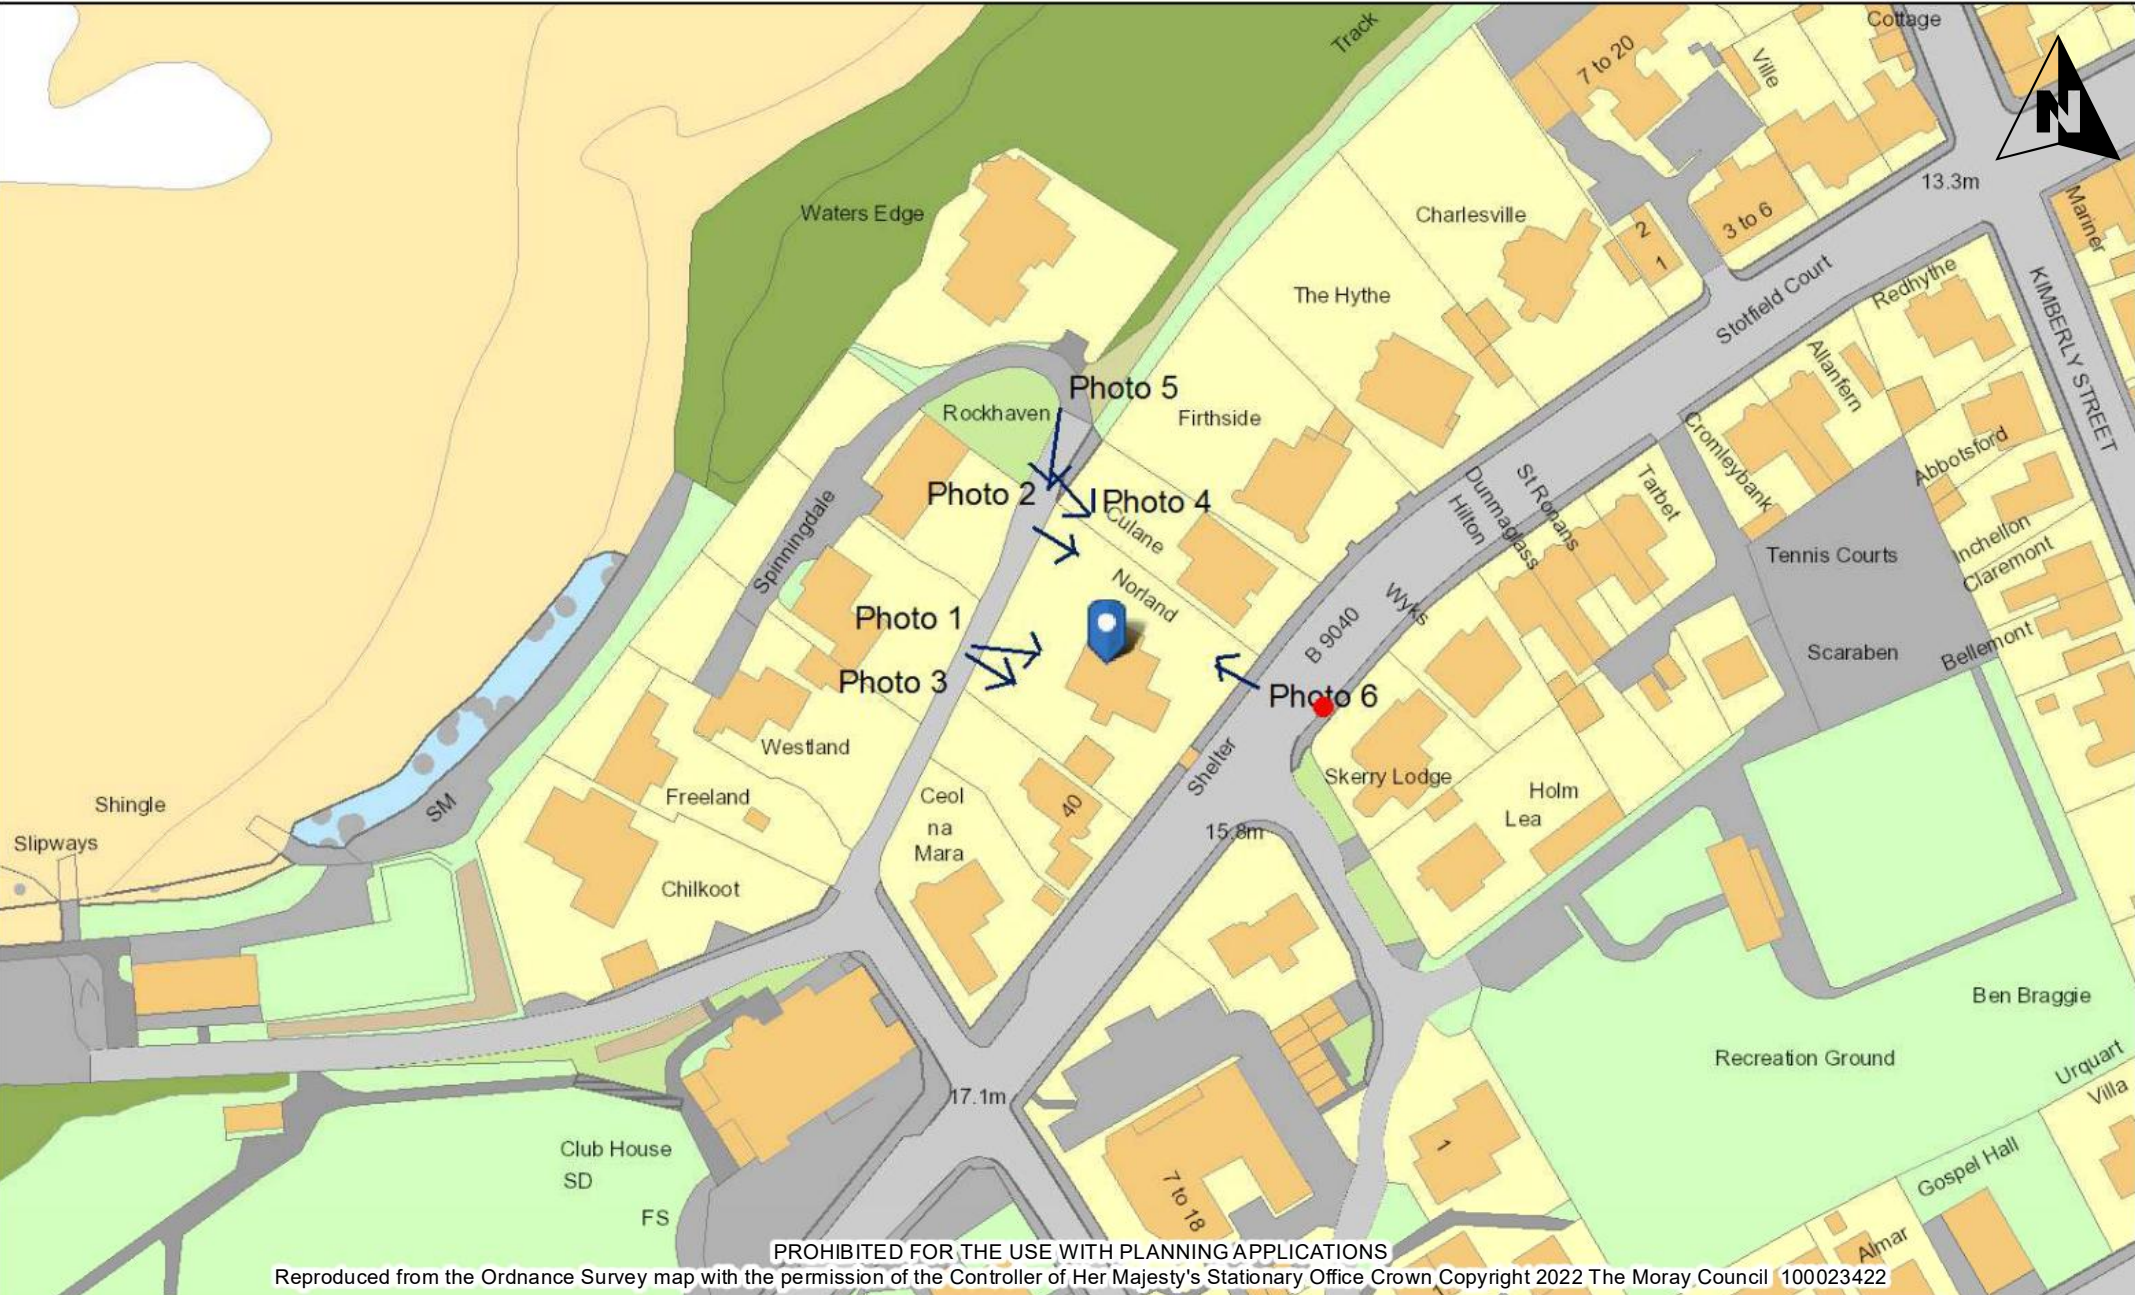 Cottage
Track
7 to 20
Ville
N
13.3m
Mariner
Waters Edge
Charlesville
2
1
3 to 6
The Hythe
Stotfield Court
Redhythe
KIMBERLY STREET
Allanfern
Photo 5
Rockhaven
Firthside
Cromleybank
Abbotsford
Photo 2
Photo 4
Culane
Hilton
Dunmaglass
St Ronans
Tarbet
Inchellon
Claremont
Tennis Courts
Spinningdale
Norland
B 9040
Wyks
Photo 1
Bellemont
Scaraben
Photo 3
Photo 6
Westland
Shelter
Skerry Lodge
Freeland
Ceol
na
Mara
40
Holm
Lea
Shingle
SM
Slipways
15.8m
Chilkoot
Ben Braggie
Recreation Ground
Urquart
Villa
17.1m
Club House
SD
FS
7 to 18
1
Gospel Hall
Almar
PROHIBITED FOR THE USE WITH PLANNING APPLICATIONS
Reproduced from the Ordnance Survey map with the permission of the Controller of Her Majesty's Stationary Office Crown Copyright 2022 The Moray Council 100023422